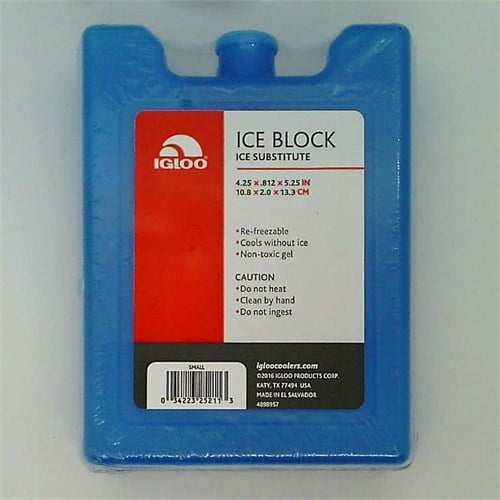 IGLOO®
ICE BLOCK
ICE SUBSTITUTE
4.25 × .812 × 5.25 IN
10.8 × 2.0 × 13.3 CM
•Re-freezable
•Cools without ice
•Non-toxic gel
CAUTION
•Do not heat
•Clean by hand
•Do not ingest
SMALL
0 34223 25211 3
igloocoolers.com
©2016 IGLOO PRODUCTS CORP.
KATY, TX 77494 USA
MADE IN EL SALVADOR
4898957